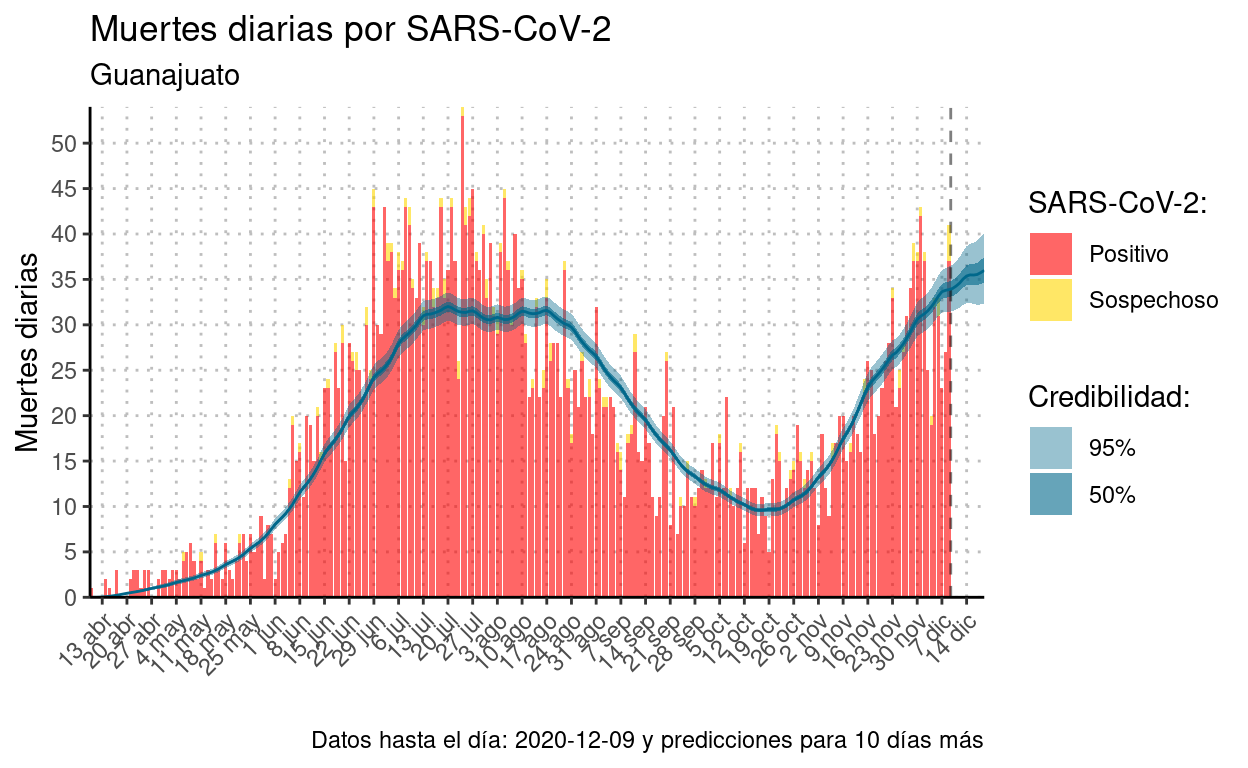 Muertes diarias por SARS-CoV-2
Guanajuato
Muertes diarias
50
45
40
35
30
25
20
15
10
5
0
13 abr
20 abr
27 abr
4 may
11 may
18 may
25 may
1 jun
8 jun
15 jun
22 jun
29 jun
6 jul
13 jul
20 jul
27 jul
3 ago
10 ago
17 ago
24 ago
31 ago
7 sep
14 sep
21 sep
28 sep
5 oct
12 oct
19 oct
26 oct
2 nov
9 nov
16 nov
23 nov
30 nov
7 dic
14 dic
SARS-CoV-2:
Positivo
Sospechoso
Credibilidad:
95%
50%
Datos hasta el día: 2020-12-09 y predicciones para 10 días más